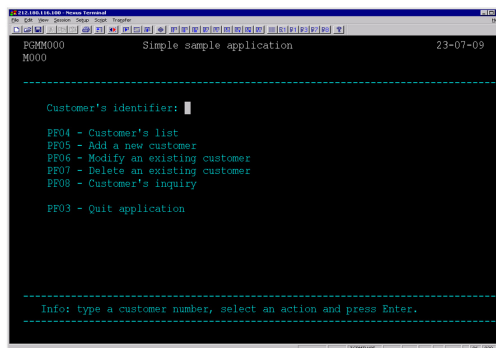 212.180.116.100 - Nexus Terminal
File Edit View Session Setup Script Transfer
PGMM000 Simple sample application 23-07-09
M000
Customer's identifier:
PF04 - Customer's list
PF05 - Add a new customer
PF06 - Modify an existing customer
PF07 - Delete an existing customer
PF08 - Customer's inquiry
PF03 - Quit application
Info: type a customer number, select an action and press Enter.